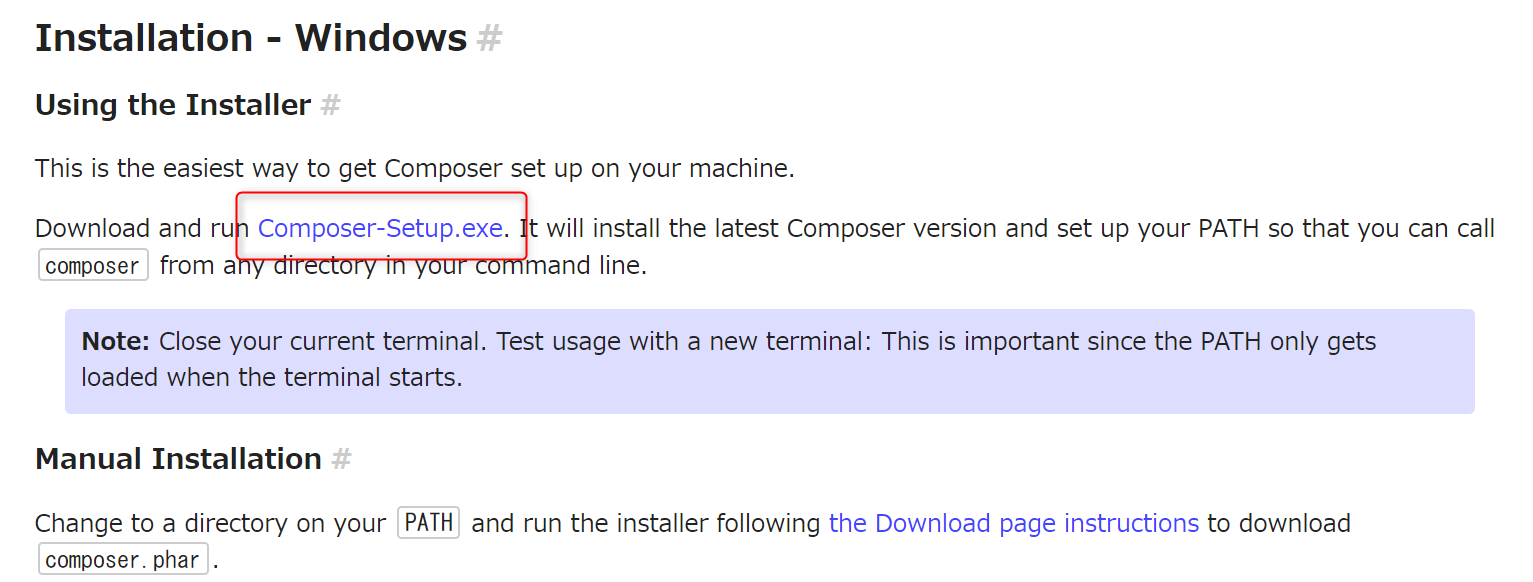 Installation - Windows #
Using the Installer #
This is the easiest way to get Composer set up on your machine.
Download and run Composer-Setup.exe. It will install the latest Composer version and set up your PATH so that you can call
composer from any directory in your command line.
Note: Close your current terminal. Test usage with a new terminal: This is important since the PATH only gets
loaded when the terminal starts.
Manual Installation #
Change to a directory on your PATH and run the installer following the Download page instructions to download
composer.phar.